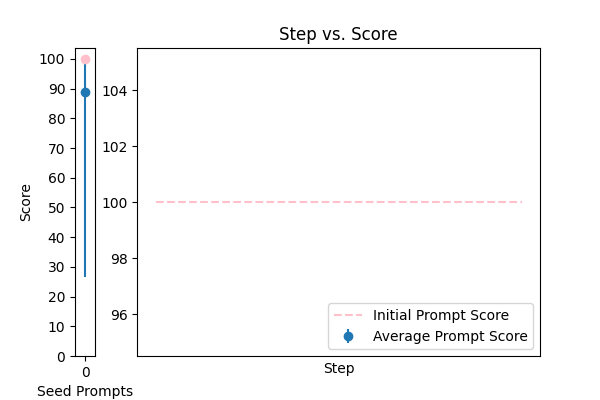 Step vs. Score
Score
100
90
80
70
60
50
40
30
20
10
0
0
Seed Prompts
104
102
100
98
96
Step
Initial Prompt Score
Average Prompt Score